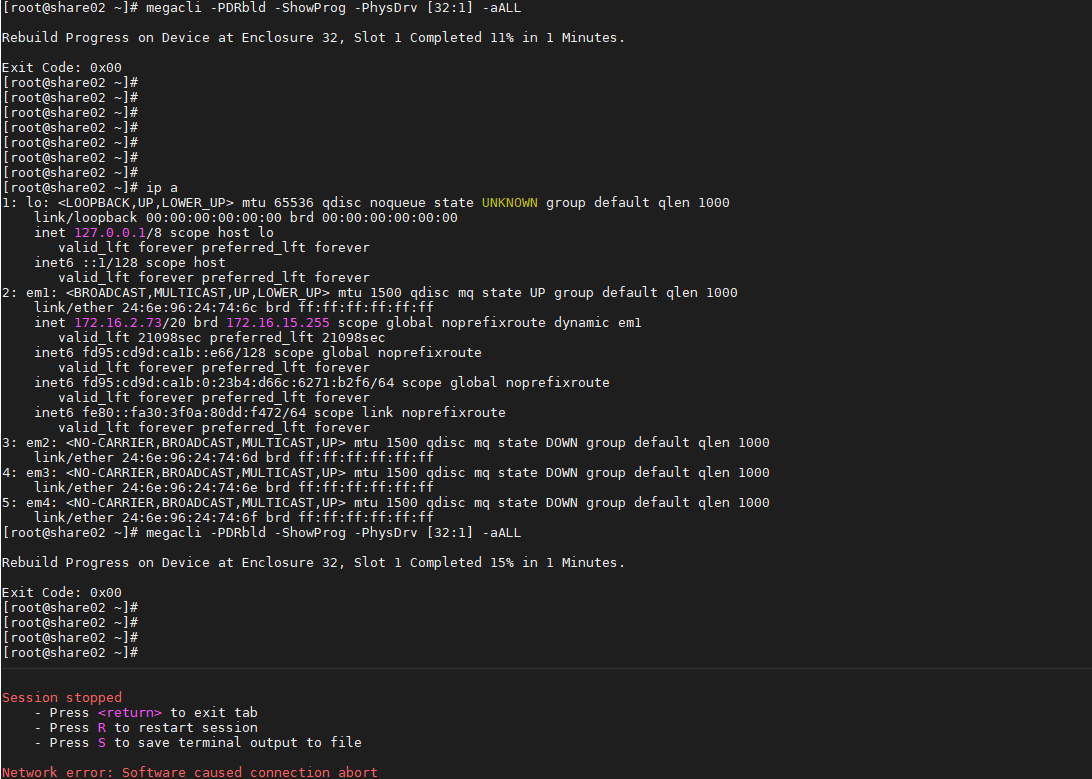 [root@share02 ~]# megacli -PDRbld -ShowProg -PhysDrv [32:1] -aALL
Rebuild Progress on Device at Enclosure 32, Slot 1 Completed 11% in 1 Minutes.
Exit Code: 0x00
[root@share02 ~]#
[root@share02 ~]#
[root@share02 ~]#
[root@share02 ~]#
[root@share02 ~]#
[root@share02 ~]#
[root@share02 ~]#
[root@share02 ~]# ip a
1: lo: <LOOPBACK,UP,LOWER_UP> mtu 65536 qdisc noqueue state UNKNOWN group default qlen 1000
    link/loopback 00:00:00:00:00:00 brd 00:00:00:00:00:00
    inet 127.0.0.1/8 scope host lo
       valid_lft forever preferred_lft forever
    inet6 ::1/128 scope host
       valid_lft forever preferred_lft forever
2: em1: <BROADCAST,MULTICAST,UP,LOWER_UP> mtu 1500 qdisc mq state UP group default qlen 1000
    link/ether 24:6e:96:24:74:6c brd ff:ff:ff:ff:ff:ff
    inet 172.16.2.73/20 brd 172.16.15.255 scope global noprefixroute dynamic em1
       valid_lft 21098sec preferred_lft 21098sec
    inet6 fd95:cd9d:ca1b::e66/128 scope global noprefixroute
       valid_lft forever preferred_lft forever
    inet6 fd95:cd9d:ca1b:0:23b4:d66c:6271:b2f6/64 scope global noprefixroute
       valid_lft forever preferred_lft forever
    inet6 fe80::fa30:3f0a:80dd:f472/64 scope link noprefixroute
       valid_lft forever preferred_lft forever
3: em2: <NO-CARRIER,BROADCAST,MULTICAST,UP> mtu 1500 qdisc mq state DOWN group default qlen 1000
    link/ether 24:6e:96:24:74:6d brd ff:ff:ff:ff:ff:ff
4: em3: <NO-CARRIER,BROADCAST,MULTICAST,UP> mtu 1500 qdisc mq state DOWN group default qlen 1000
    link/ether 24:6e:96:24:74:6e brd ff:ff:ff:ff:ff:ff
5: em4: <NO-CARRIER,BROADCAST,MULTICAST,UP> mtu 1500 qdisc mq state DOWN group default qlen 1000
    link/ether 24:6e:96:24:74:6f brd ff:ff:ff:ff:ff:ff
[root@share02 ~]# megacli -PDRbld -ShowProg -PhysDrv [32:1] -aALL
Rebuild Progress on Device at Enclosure 32, Slot 1 Completed 15% in 1 Minutes.
Exit Code: 0x00
[root@share02 ~]#
[root@share02 ~]#
[root@share02 ~]#
[root@share02 ~]#
Session stopped
    - Press <return> to exit tab
    - Press R to restart session
    - Press S to save terminal output to file
Network error: Software caused connection abort